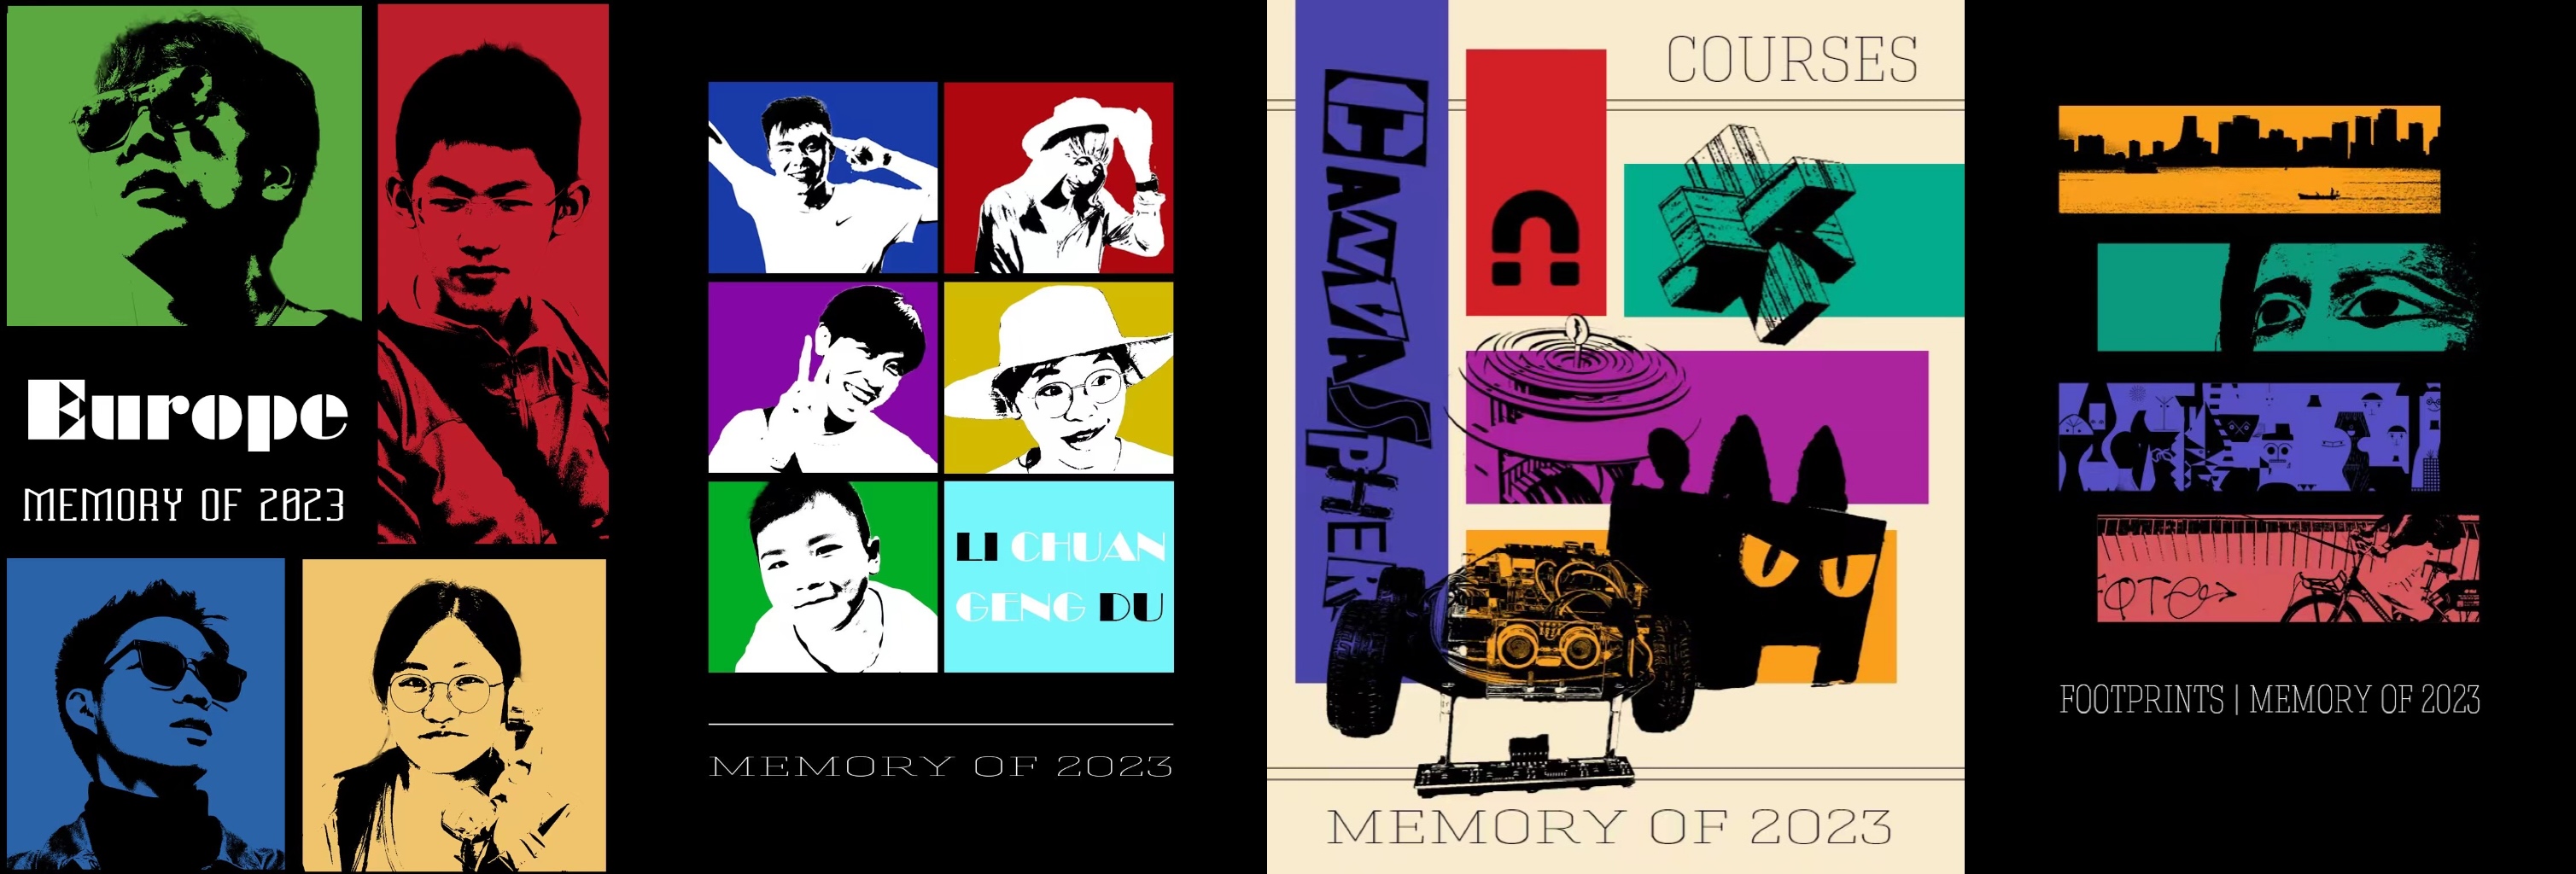 Europe
MEMORY OF 2023
LI CHUAN
GENG DU
MEMORY OF 2023
COURSES
CANVASPHER
MEMORY OF 2023
FOOTPRINTS | MEMORY OF 2023